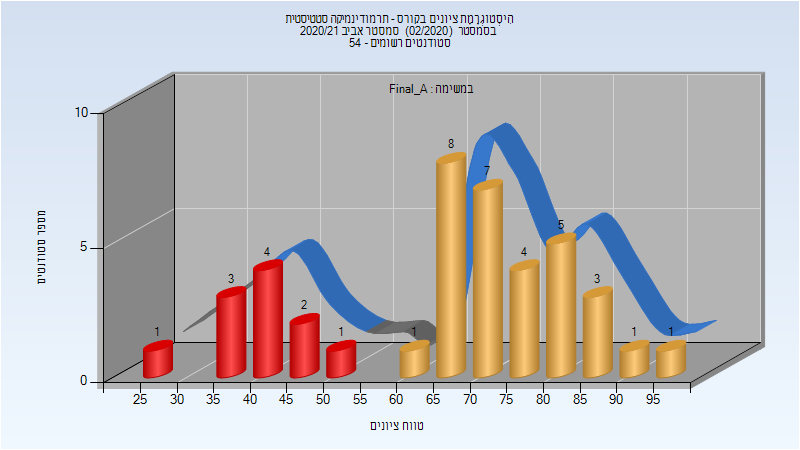 היסטוגרמת ציונים בקורס - תרמודינמיקה סטטיסטית
בסמסטר (02/2020) סמסטר אביב 2020/21
סטודנטים רשומים - 54
במשימה : Final_A
מספר סטודנטים
10
5
0
1
3
4
2
1
1
8
7
4
5
3
1
1
25 30 35 40 45 50 55 60 65 70 75 80 85 90 95
טווח ציונים